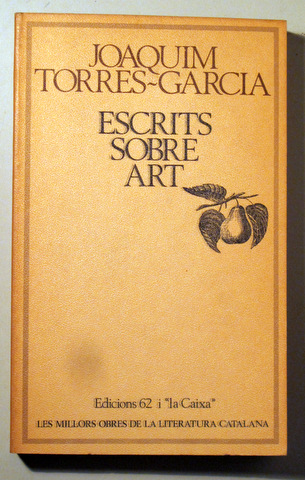 JOAQUIM
TORRES-GARCIA
ESCRITS
SOBRE
ART
Edicions 62 i "la Caixa"
LES MILLORS OBRES DE LA LITERATURA CATALANA